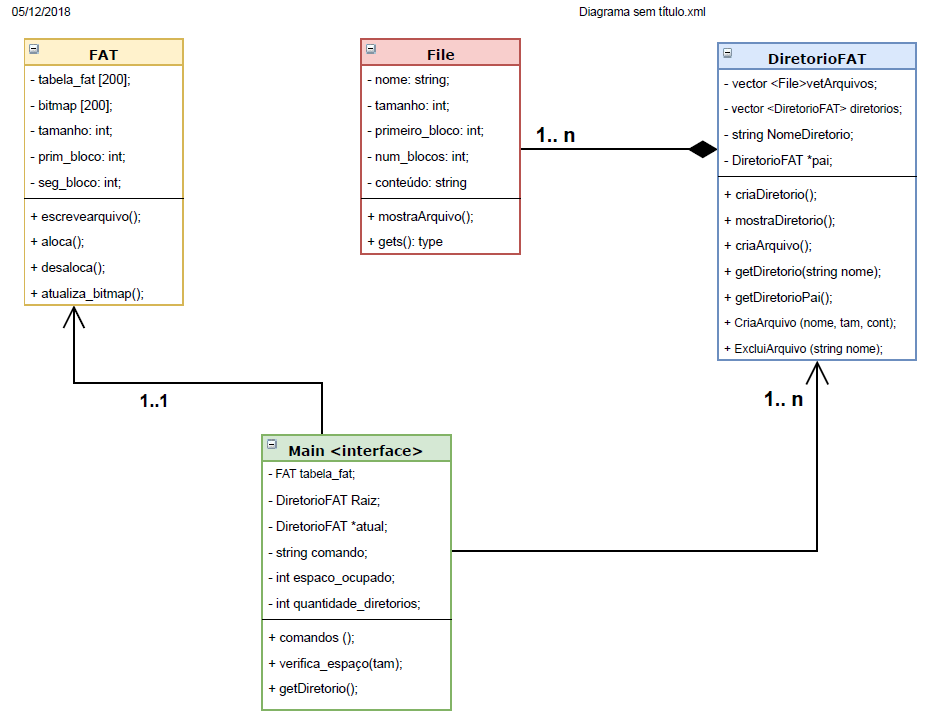 05/12/2018
Diagrama sem título.xml
FAT
- tabela_fat [200];
- bitmap [200];
- tamanho: int;
- prim_bloco: int;
- seg_bloco: int;
+ escrevearquivo();
+ aloca();
+ desaloca();
+ atualiza_bitmap();
File
- nome: string;
- tamanho: int;
- primeiro_bloco: int;
- num_blocos: int;
- conteúdo: string
+ mostraArquivo();
+ gets(): type
1.. n
DiretorioFAT
- vector <File>vetArquivos;
- vector <DiretorioFAT> diretorios;
- string NomeDiretorio;
- DiretorioFAT *pai;
+ criaDiretorio();
+ mostraDiretorio();
+ criaArquivo();
+ getDiretorio(string nome);
+ getDiretorioPai();
+ CriaArquivo (nome, tam, cont);
+ ExcluiArquivo (string nome);
1..1
1.. n
Main <interface>
- FAT tabela_fat;
- DiretorioFAT Raiz;
- DiretorioFAT *atual;
- string comando;
- int espaco_ocupado;
- int quantidade_diretorios;
+ comandos ();
+ verifica_espaço(tam);
+ getDiretorio();